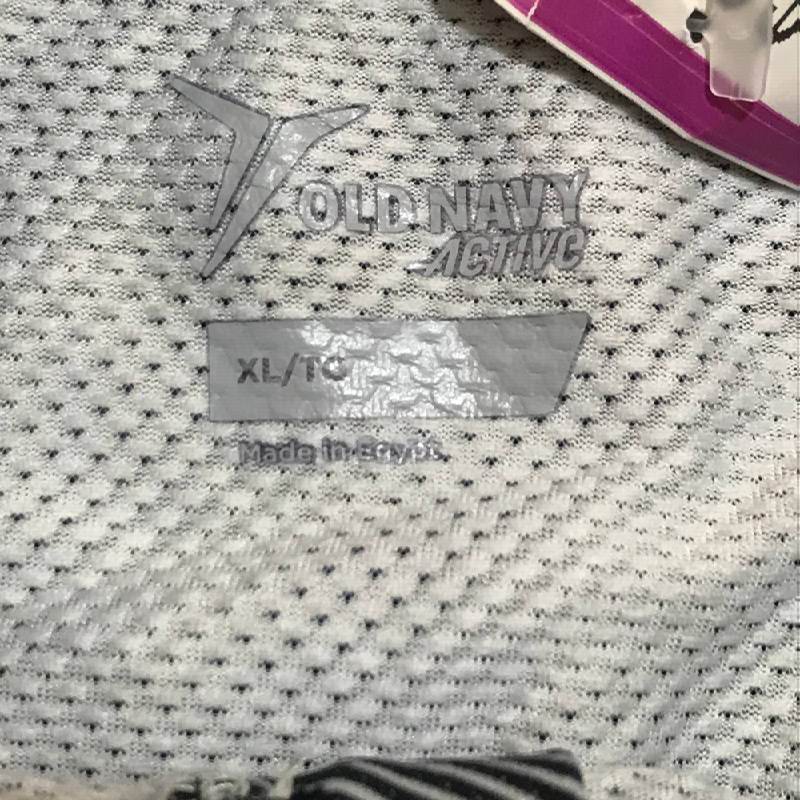 OLD NAVY
ACTIVE
XL/TG
Made in Egypt